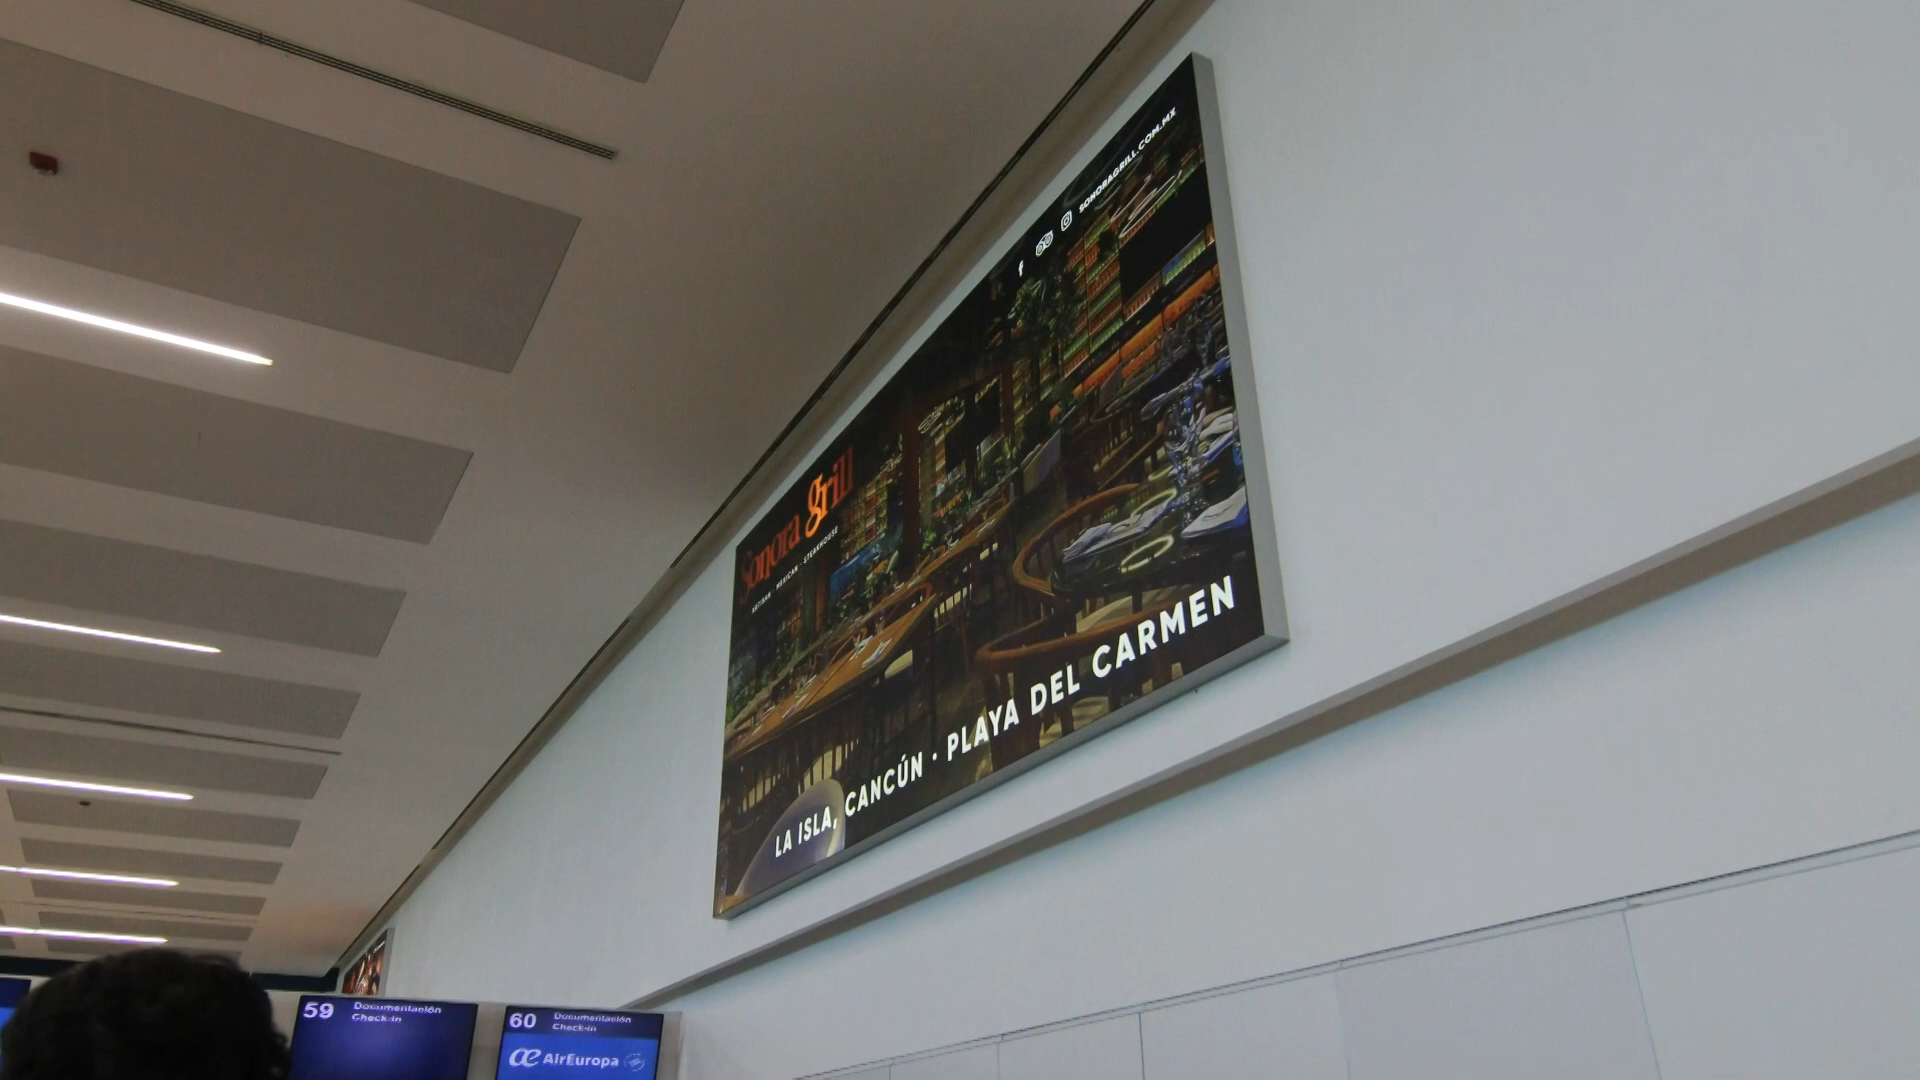 SONORAGRILL.COM.MX
Sonora grill
ARTISAN · MEXICAN · STEAKHOUSE
LA ISLA, CANCÚN · PLAYA DEL CARMEN
59 Documentación
Check-in
60 Documentación
Check-in
AirEuropa